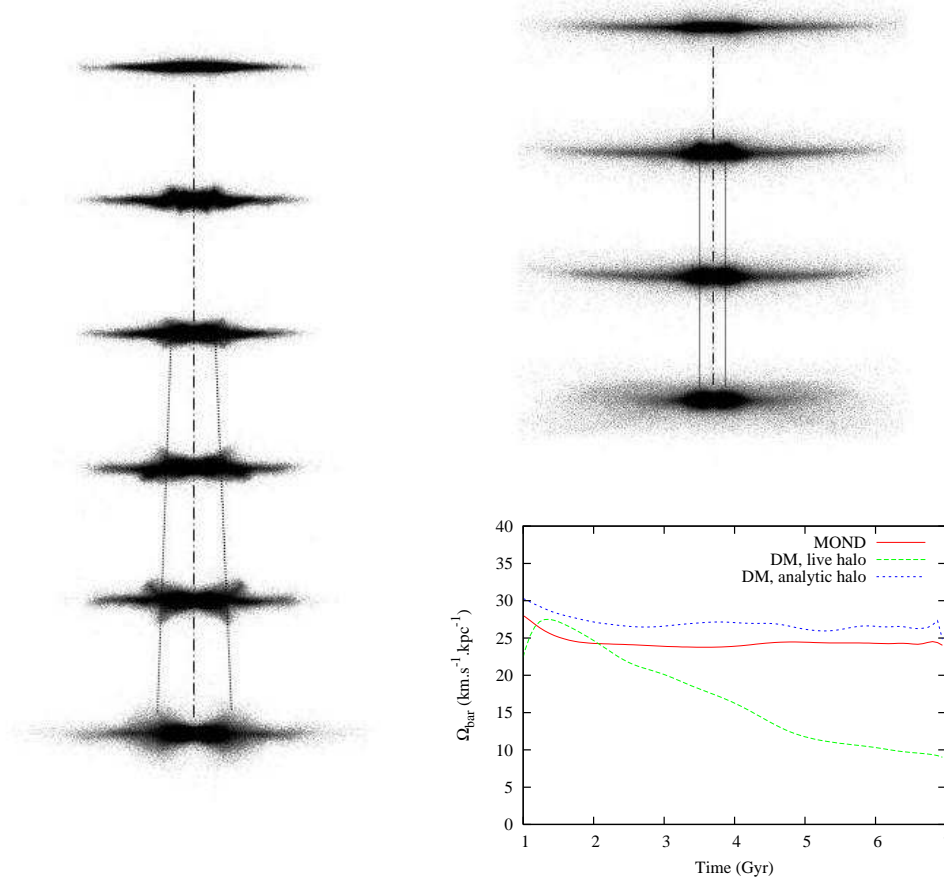 40
35
30
25
20
15
10
5
0
MOND
DM, live halo
DM, analytic halo
Ω_bar (km.s⁻¹.kpc⁻¹)
1 2 3 4 5 6
Time (Gyr)